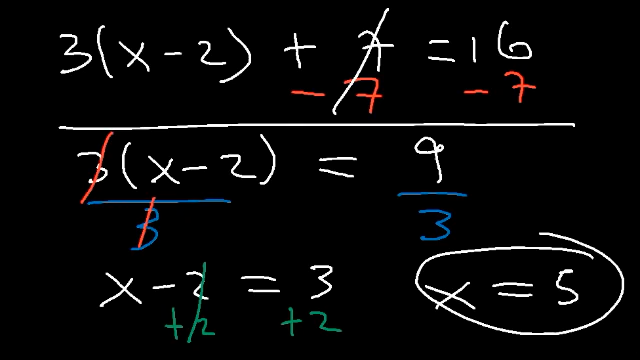 3(x-2) + 7 = 16
- 7 - 7
3(x-2) = 9
3 3
x-2 = 3 x = 5
+2 +2